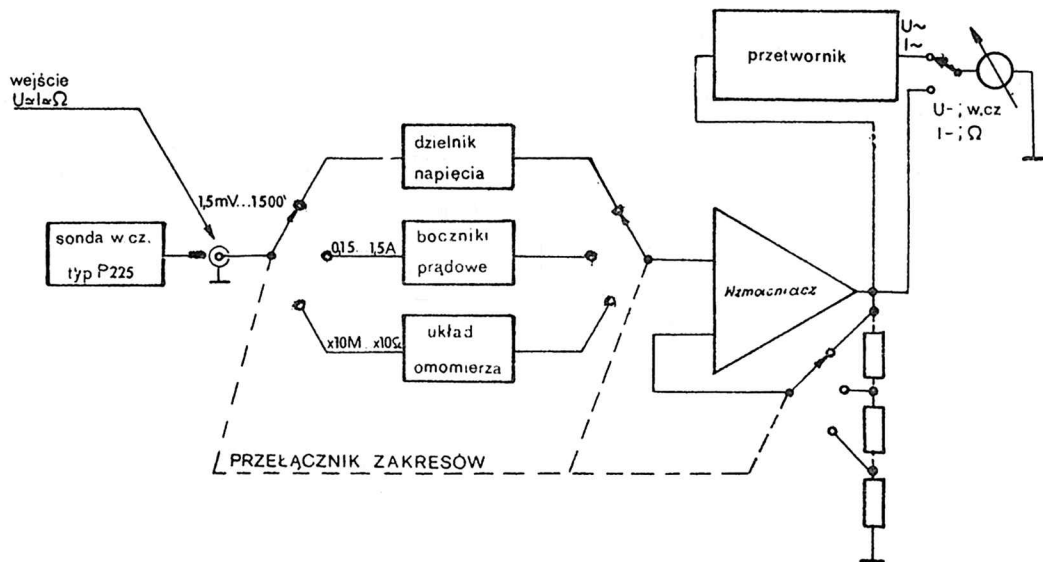 wejście
U≂I≂Ω
sonda w cz.
typ P225
1,5mV...1500V
dzielnik
napięcia
0,15. 1,5A
boczniki
prądowe
x10M. x10Ω
układ
omomierza
PRZEŁĄCZNIK ZAKRESÓW
Wzmacniacz
przetwornik
U~
I~
U-; w.cz
I-; Ω